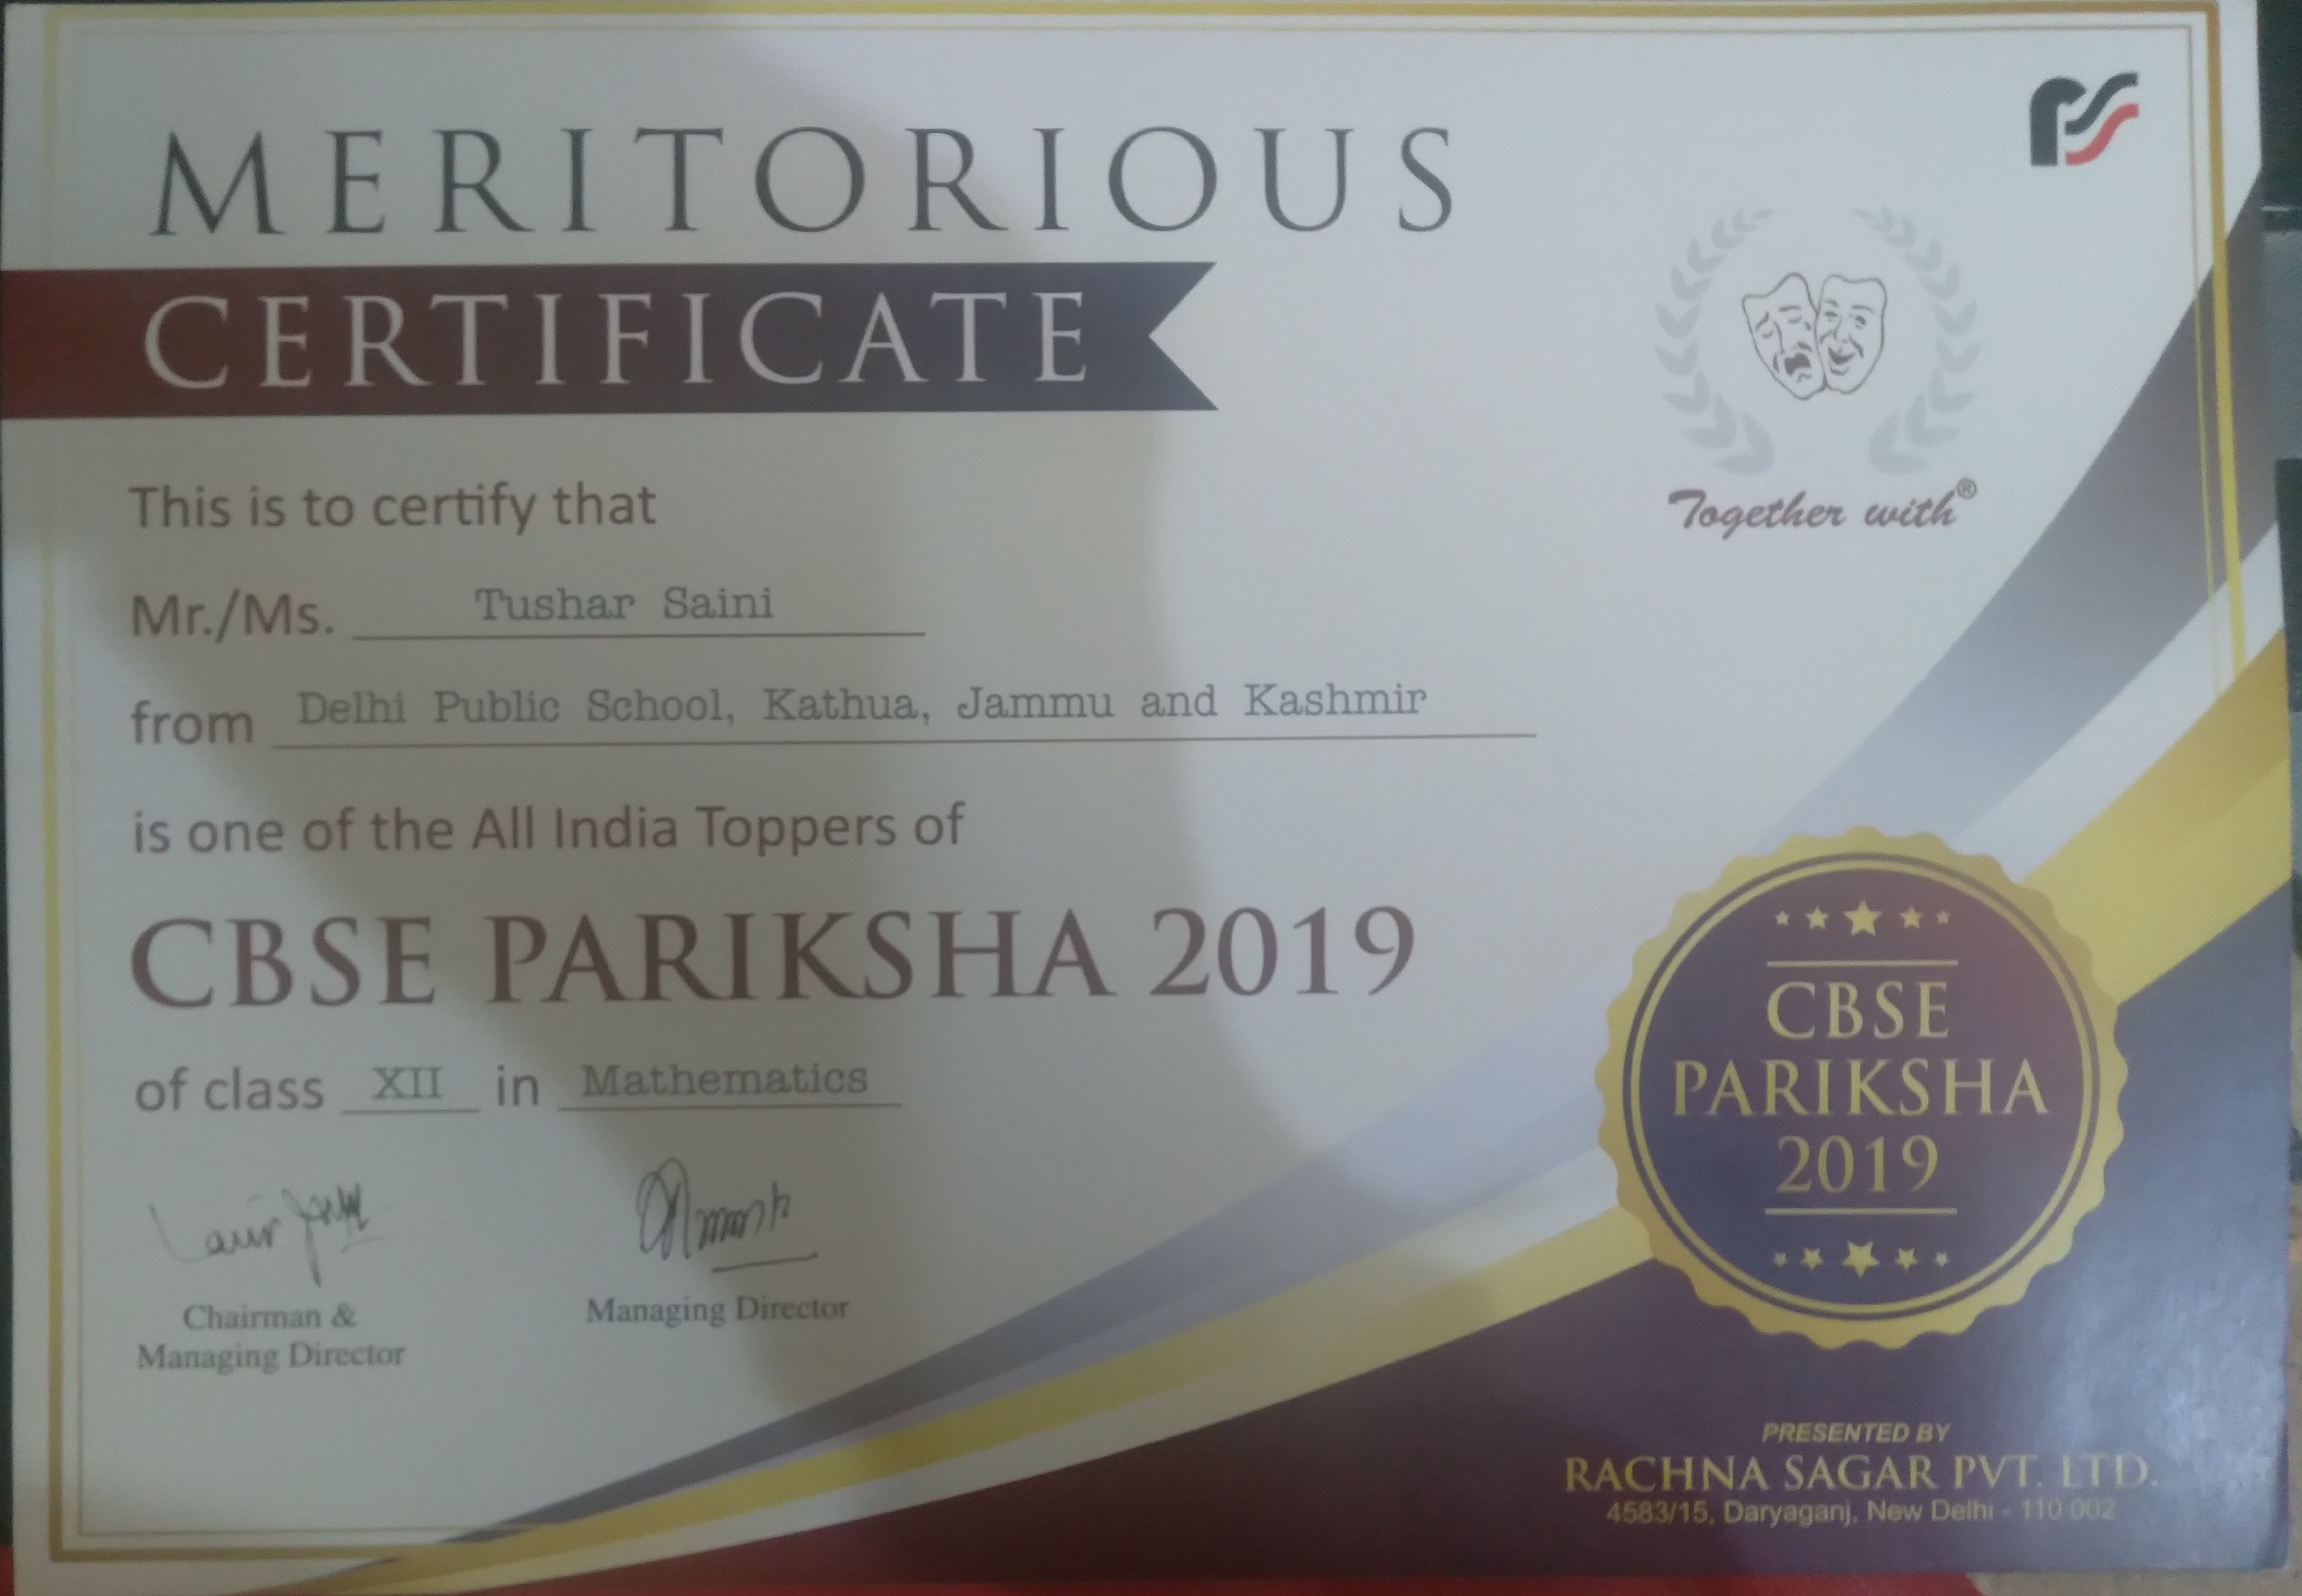 MERITORIOUS
CERTIFICATE
Together with®
This is to certify that
Mr./Ms. Tushar Saini
from Delhi Public School, Kathua, Jammu and Kashmir
is one of the All India Toppers of
CBSE PARIKSHA 2019
of class XII in Mathematics
Chairman &
Managing Director
Managing Director
CBSE
PARIKSHA
2019
PRESENTED BY
RACHNA SAGAR PVT. LTD.
4583/15, Daryaganj, New Delhi - 110 002